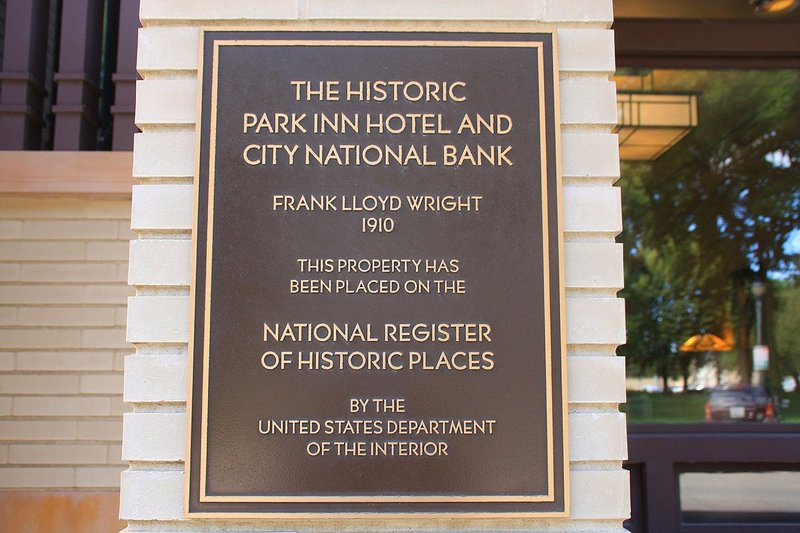 THE HISTORIC
PARK INN HOTEL AND
CITY NATIONAL BANK
FRANK LLOYD WRIGHT
1910
THIS PROPERTY HAS
BEEN PLACED ON THE
NATIONAL REGISTER
OF HISTORIC PLACES
BY THE
UNITED STATES DEPARTMENT
OF THE INTERIOR